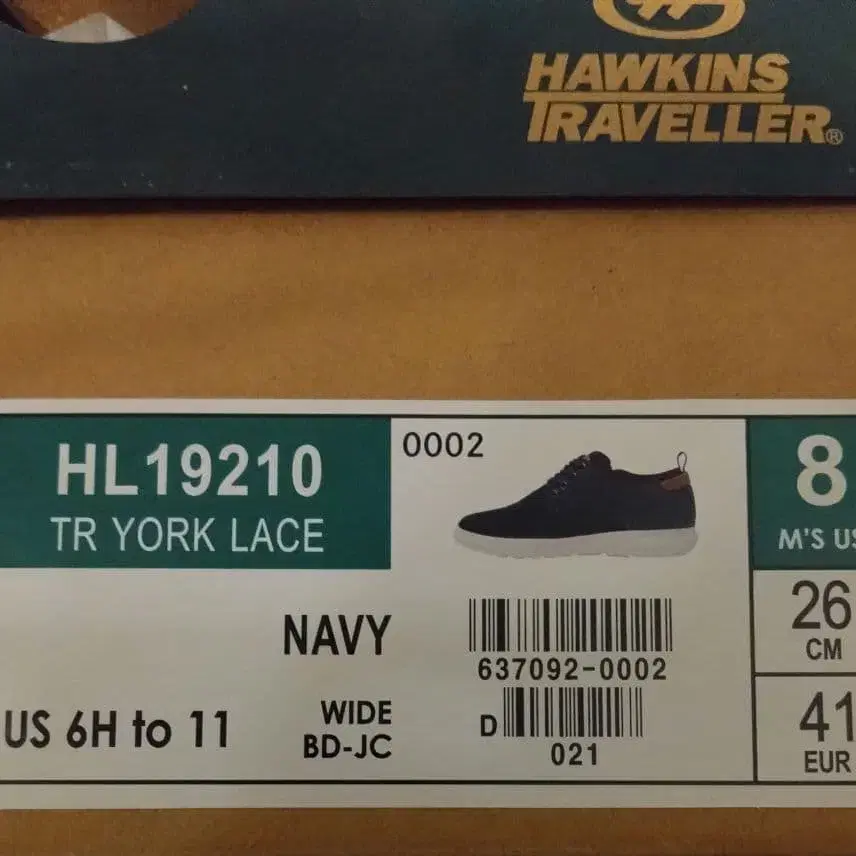 HAWKINS
TRAVELLER®
HL19210
TR YORK LACE
0002
8
M'S US
NAVY
637092-0002
26
CM
US 6H to 11
WIDE
BD-JC
D
021
41
EUR